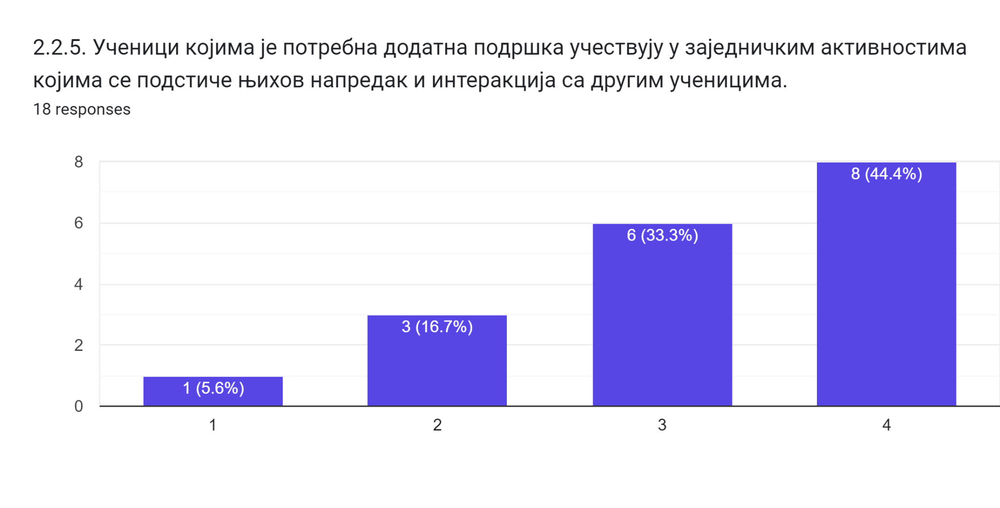 2.2.5. Ученици којима је потребна додатна подршка учествују у заједничким активностима
којима се подстиче њихов напредак и интеракција са другим ученицима.
18 responses
8
8 (44.4%)
6
6 (33.3%)
4
3 (16.7%)
2
1 (5.6%)
0
1 2 3 4